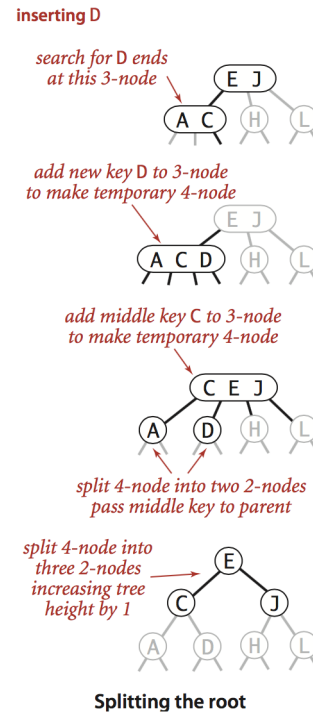 inserting D
search for D ends
at this 3-node
E J
A C H L
add new key D to 3-node
to make temporary 4-node
E J
A C D H L
add middle key C to 3-node
to make temporary 4-node
C E J
A D H L
split 4-node into two 2-nodes
pass middle key to parent
split 4-node into
three 2-nodes
increasing tree
height by 1
E
C J
A D H L
Splitting the root